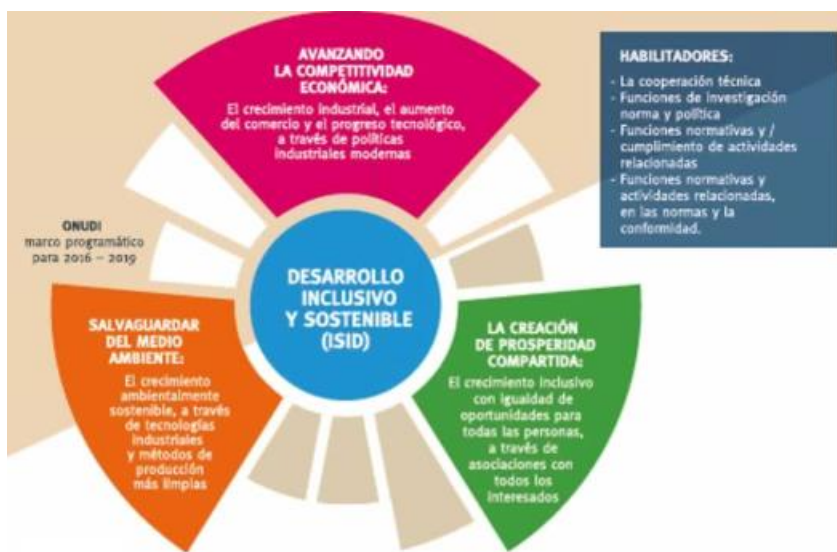 AVANZANDO
LA COMPETITIVIDAD
ECONÓMICA:
El crecimiento industrial, el aumento
del comercio y el progreso tecnológico,
a través de políticas
industriales modernas
HABILITADORES:
- La cooperación técnica
- Funciones de investigación
norma y política
- Funciones normativas y /
cumplimiento de actividades
relacionadas
- Funciones normativas y
actividades relacionadas,
en las normas y la
conformidad.
ONUDI
marco programático
para 2016 – 2019
DESARROLLO
INCLUSIVO
Y SOSTENIBLE
(ISID)
SALVAGUARDAR
DEL MEDIO
AMBIENTE:
El crecimiento
ambientalmente
sostenible, a través
de tecnologías
industriales
y métodos de
producción
más limpias
LA CREACIÓN
DE PROSPERIDAD
COMPARTIDA:
El crecimiento inclusivo
con igualdad de
oportunidades para
todas las personas,
a través de
asociaciones con
todos los
interesados